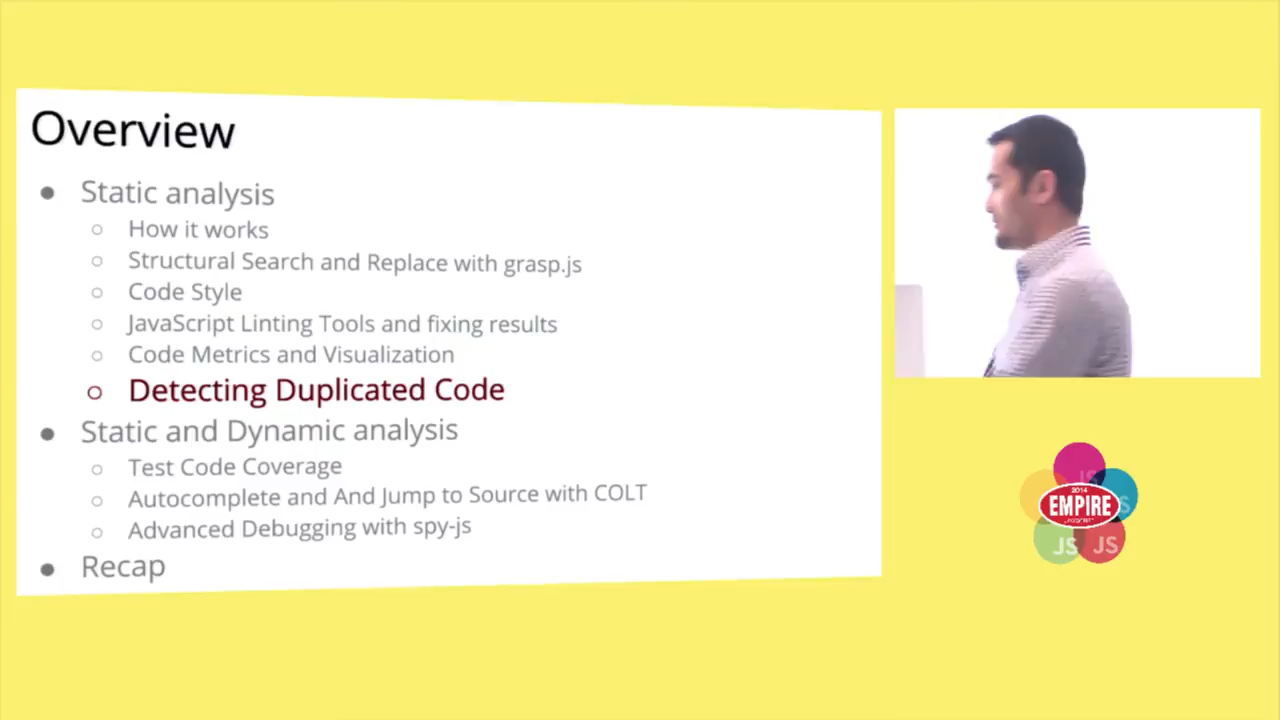 Overview
● Static analysis
○ How it works
○ Structural Search and Replace with grasp.js
○ Code Style
○ JavaScript Linting Tools and fixing results
○ Code Metrics and Visualization
○ Detecting Duplicated Code
● Static and Dynamic analysis
○ Test Code Coverage
○ Autocomplete and And Jump to Source with COLT
○ Advanced Debugging with spy-js
● Recap
JS
2014
EMPIRE
JS
JS
JS